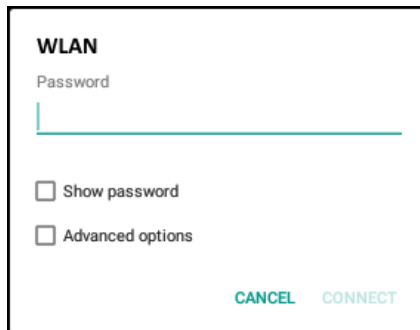 WLAN
Password
Show password
Advanced options
CANCEL CONNECT